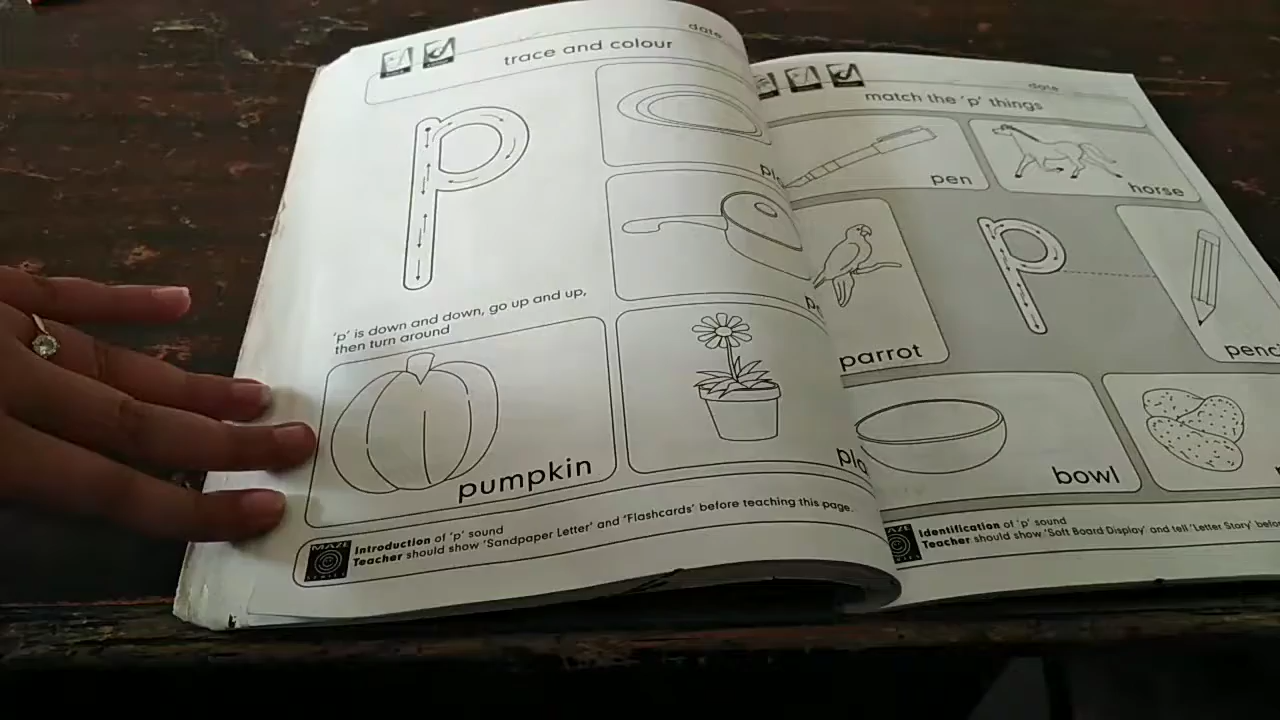 date
trace and colour
p
'p' is down and down, go up and up,
then turn around
pumpkin
Introduction of 'p' sound
Teacher should show 'Sandpaper Letter' and 'Flashcards' before teaching this page.
MAZE
date
match the 'p' things
pen
horse
p
parrot
bowl
Identification of 'p' sound
Teacher should show 'Soft Board Display' and tell 'Letter Story'